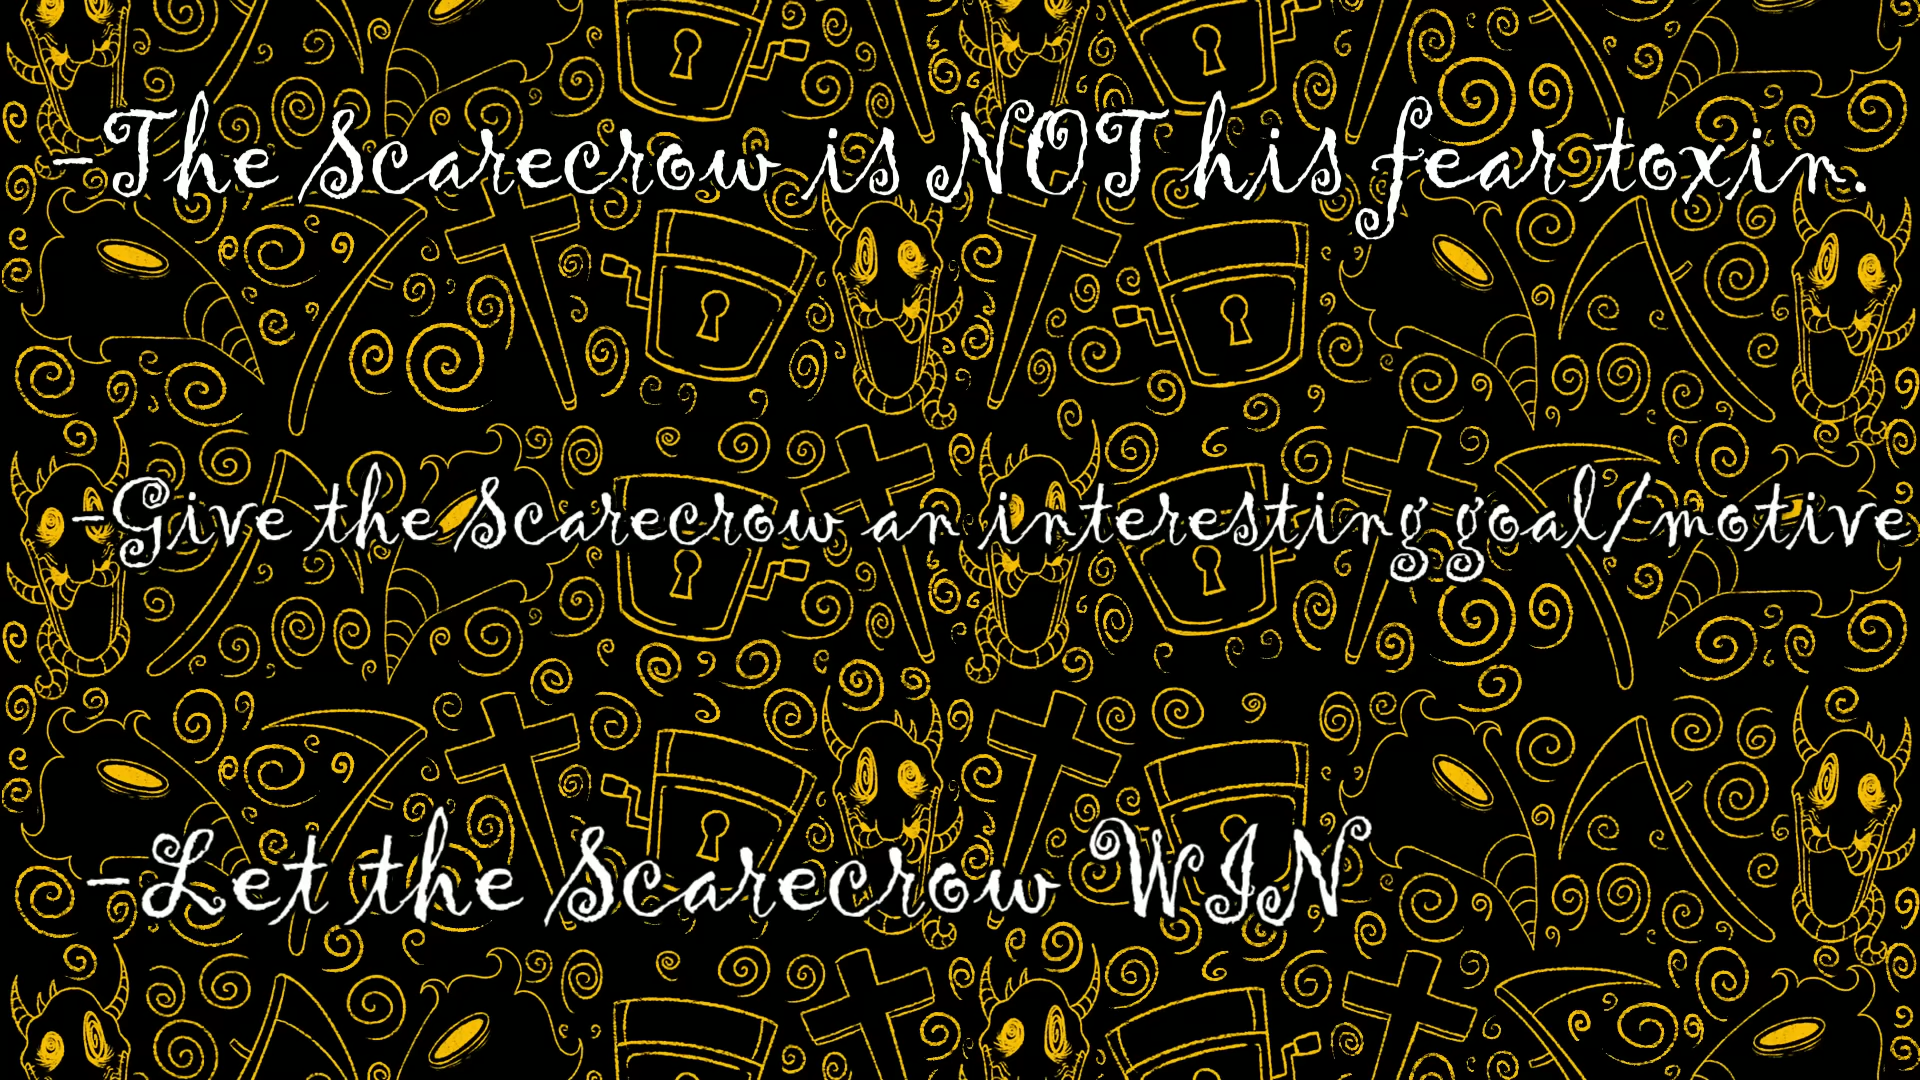 -The Scarecrow is NOT his fear toxin.
-Give the Scarecrow an interesting goal/motive
-Let the Scarecrow WIN